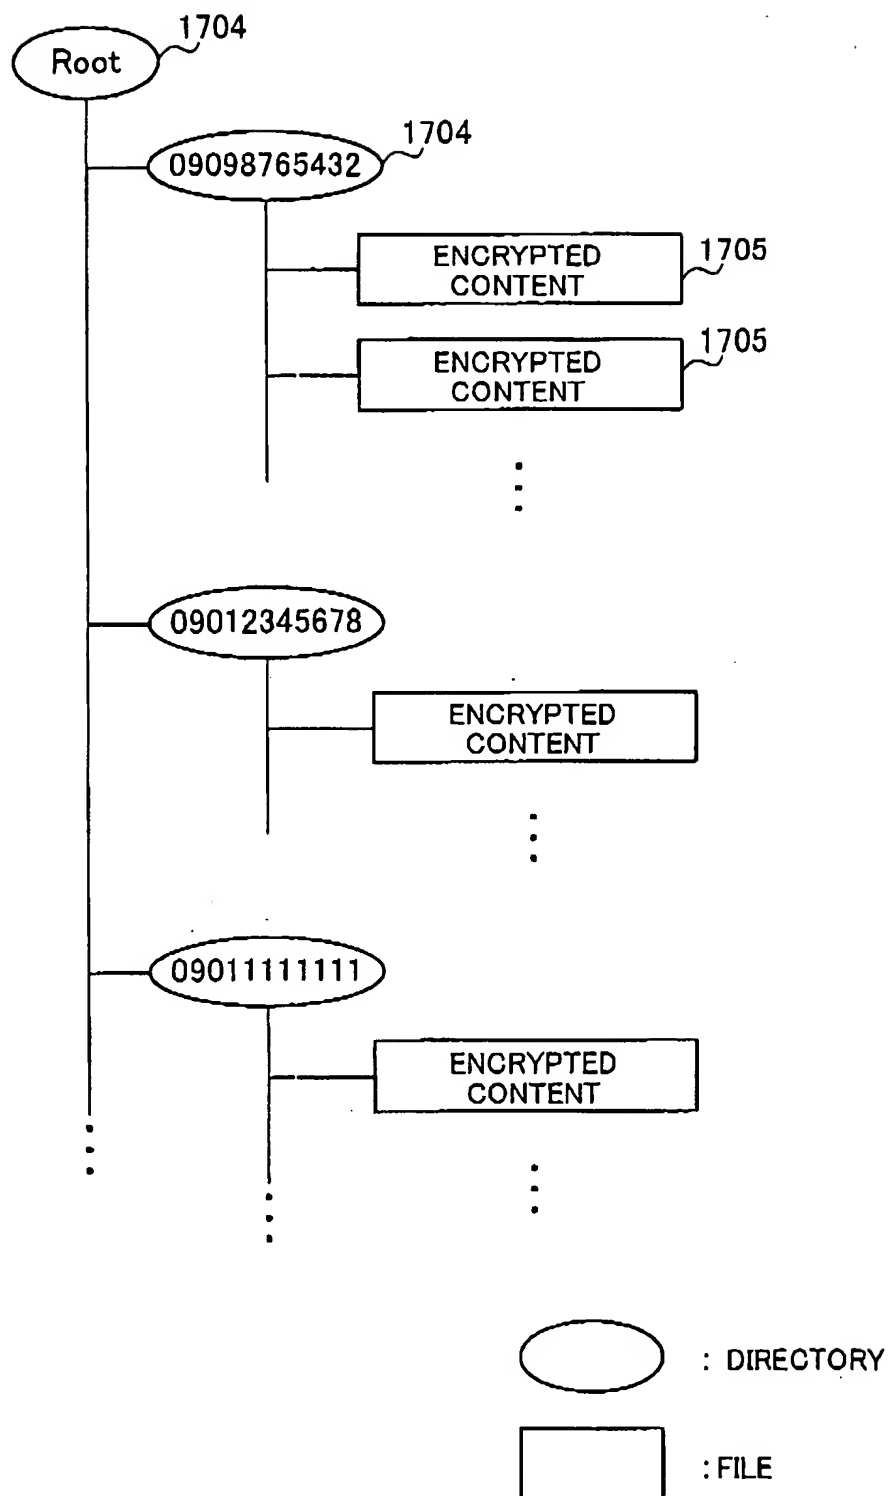 1704
Root
1704
09098765432
ENCRYPTED
CONTENT
1705
ENCRYPTED
CONTENT
1705
09012345678
ENCRYPTED
CONTENT
09011111111
ENCRYPTED
CONTENT
: DIRECTORY
: FILE